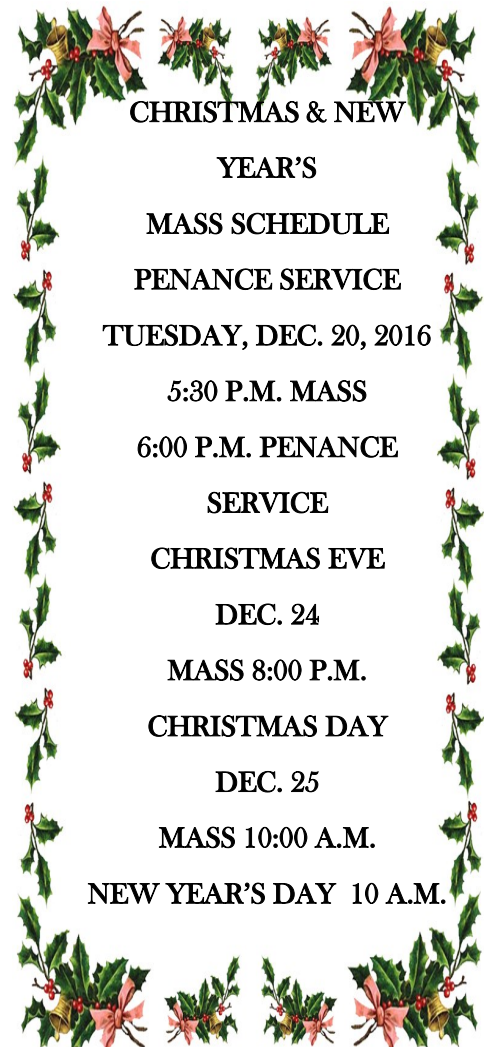 CHRISTMAS & NEW
YEAR’S
MASS SCHEDULE
PENANCE SERVICE
TUESDAY, DEC. 20, 2016
5:30 P.M. MASS
6:00 P.M. PENANCE
SERVICE
CHRISTMAS EVE
DEC. 24
MASS 8:00 P.M.
CHRISTMAS DAY
DEC. 25
MASS 10:00 A.M.
NEW YEAR’S DAY  10 A.M.